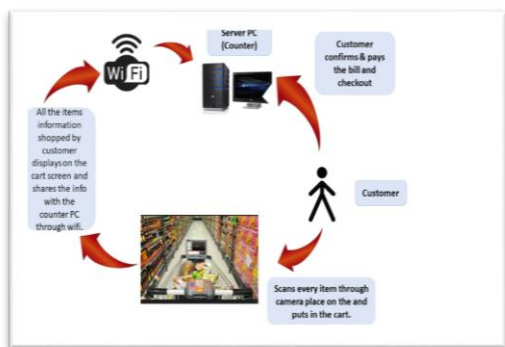 Server PC
(Counter)
Customer
confirms & pays
the bill and
checkout
WiFi
All the items
information
shopped by
customer
displays on the
cart screen and
shares the info
with the
counter PC
through wifi.
Customer
Scans every item through
camera place on the and
puts in the cart.